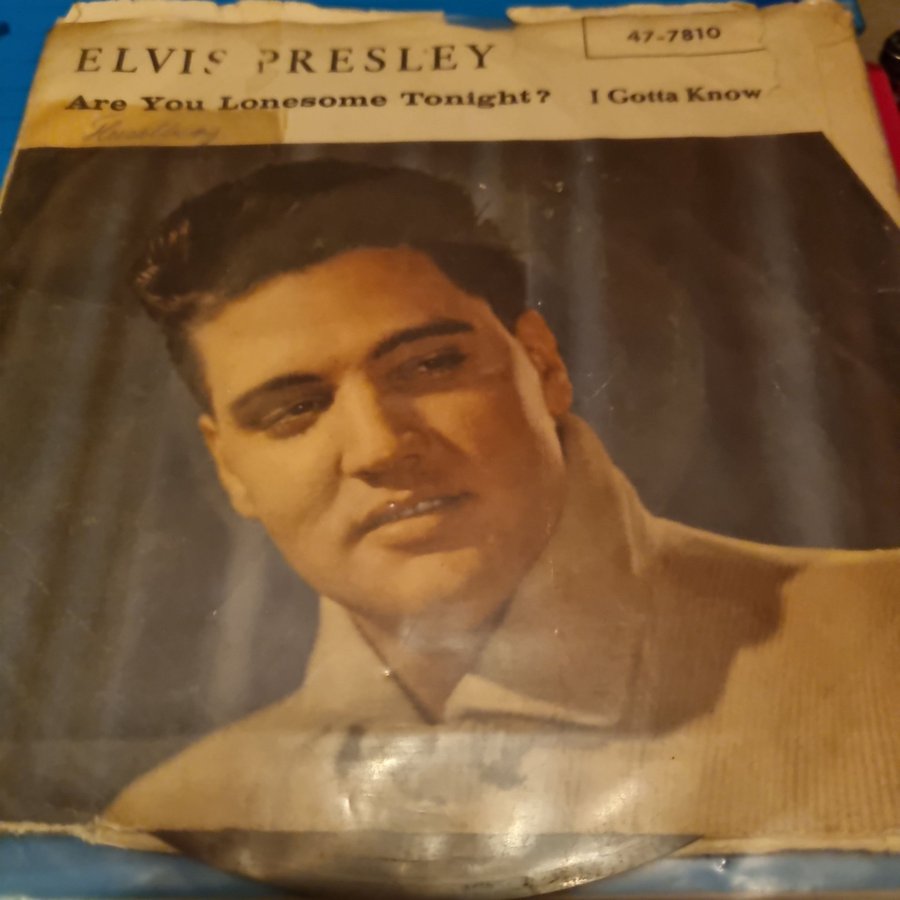 ELVIS PRESLEY
47-7810
Are You Lonesome Tonight? I Gotta Know